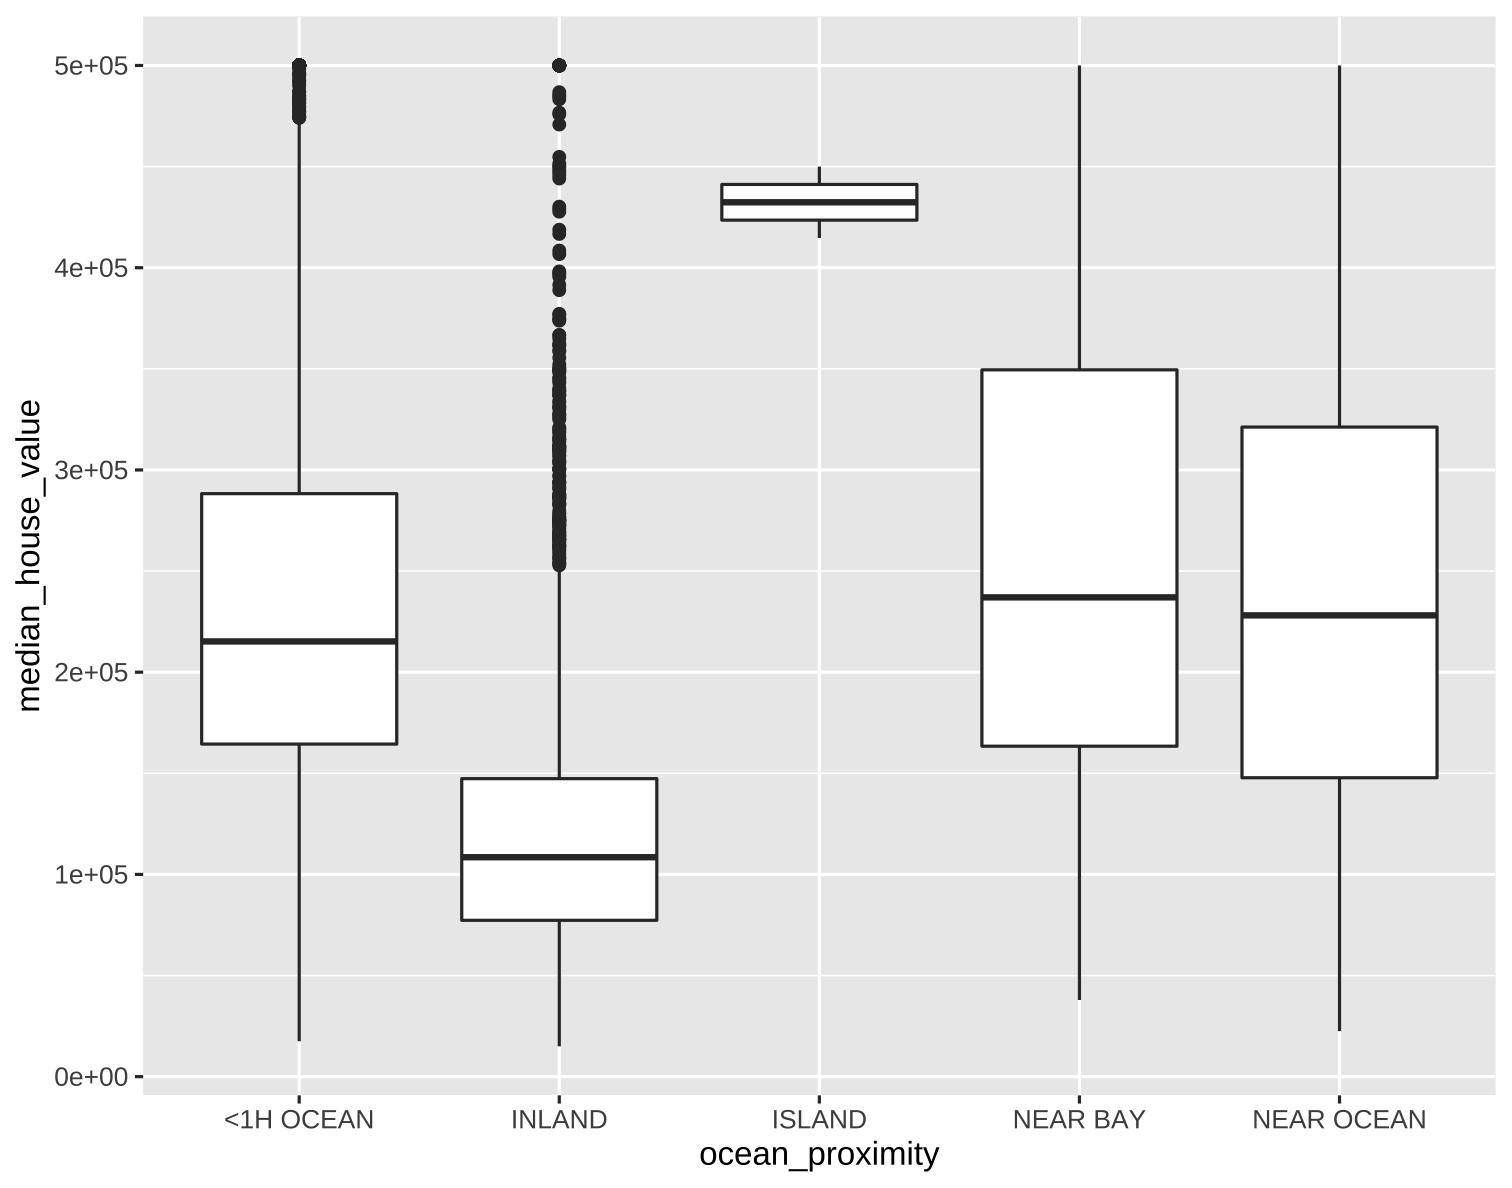 median_house_value
5e+05
4e+05
3e+05
2e+05
1e+05
0e+00
<1H OCEAN INLAND ISLAND NEAR BAY NEAR OCEAN
ocean_proximity